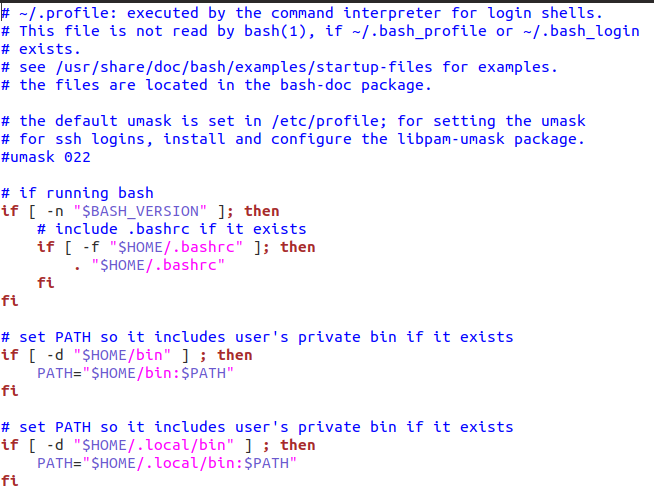 # ~/.profile: executed by the command interpreter for login shells.
# This file is not read by bash(1), if ~/.bash_profile or ~/.bash_login
# exists.
# see /usr/share/doc/bash/examples/startup-files for examples.
# the files are located in the bash-doc package.

# the default umask is set in /etc/profile; for setting the umask
# for ssh logins, install and configure the libpam-umask package.
#umask 022

# if running bash
if [ -n "$BASH_VERSION" ]; then
    # include .bashrc if it exists
    if [ -f "$HOME/.bashrc" ]; then
        . "$HOME/.bashrc"
    fi
fi

# set PATH so it includes user's private bin if it exists
if [ -d "$HOME/bin" ] ; then
    PATH="$HOME/bin:$PATH"
fi

# set PATH so it includes user's private bin if it exists
if [ -d "$HOME/.local/bin" ] ; then
    PATH="$HOME/.local/bin:$PATH"
fi